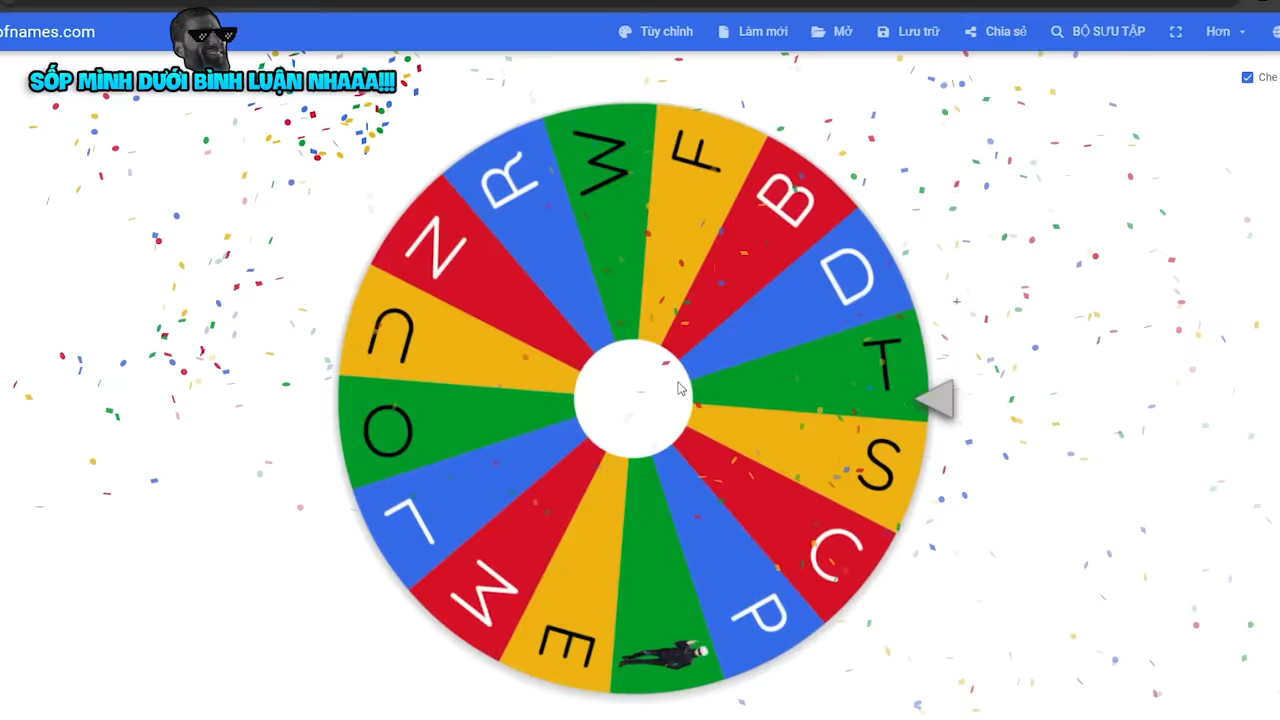 ofnames.com
Tùy chỉnh
Làm mới
Mở
Lưu trữ
Chia sẻ
BỘ SƯU TẬP
Hơn
SỐP MÌNH DƯỚI BÌNH LUẬN NHAAA!!!
Che
W
F
B
D
T
S
C
P
E
M
L
O
U
N
R